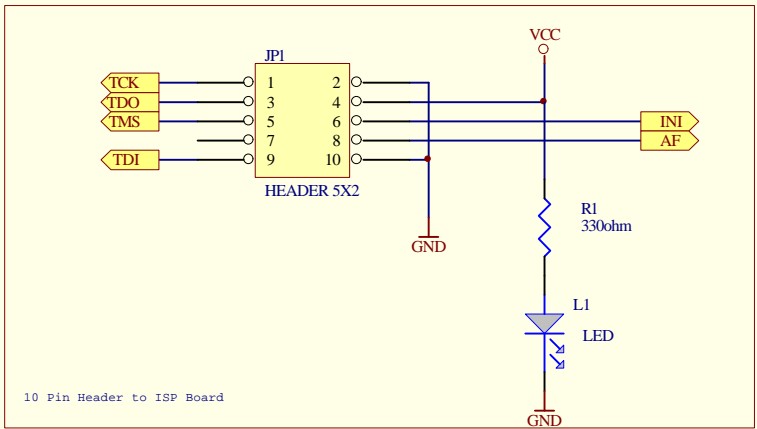 VCC
JP1
TCK 1 2
TDO 3 4
TMS 5 6 INI
7 8 AF
TDI 9 10
HEADER 5X2
R1
330ohm
GND
L1
LED
10 Pin Header to ISP Board
GND